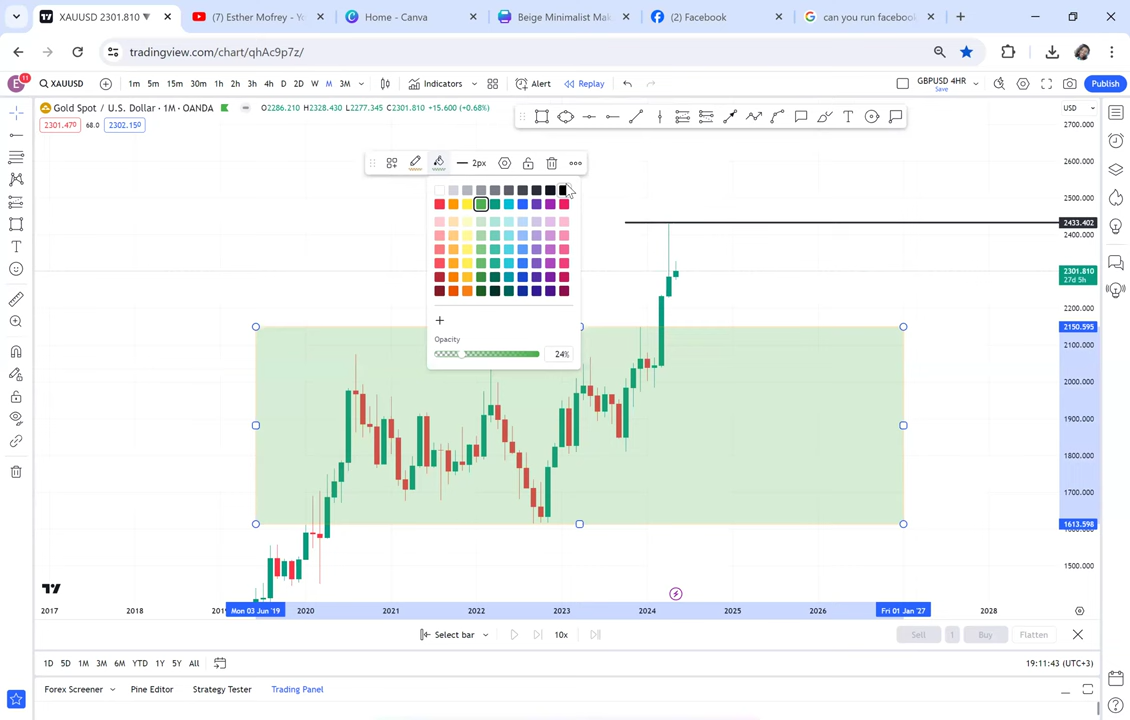 XAUUSD 2301.810 ▼
(7) Esther Mofrey - Yo
Home - Canva
Beige Minimalist Mak
(2) Facebook
can you run facebook
tradingview.com/chart/qhAc9p7z/
E 11 XAUUSD 1m 5m 15m 30m 1h 2h 3h 4h D 2D W M 3M Indicators Alert Replay GBPUSD 4HR Save Publish
Gold Spot / U.S. Dollar · 1M · OANDA O2286.210 H2328.430 L2277.345 C2301.810 +15.600 (+0.68%)
2301.470 68.0 2302.150
USD
2px
Opacity
24%
2700.000
2600.000
2500.000
2433.402
2400.000
2301.810
27d 5h
2200.000
2150.595
2100.000
2000.000
1900.000
1800.000
1700.000
1613.598
1500.000
2017 2018 Mon 03 Jun '19 2020 2021 2022 2023 2024 2025 2026 Fri 01 Jan '27 2028
Select bar 10x Sell 1 Buy Flatten
1D 5D 1M 3M 6M YTD 1Y 5Y All 19:11:43 (UTC+3)
Forex Screener Pine Editor Strategy Tester Trading Panel